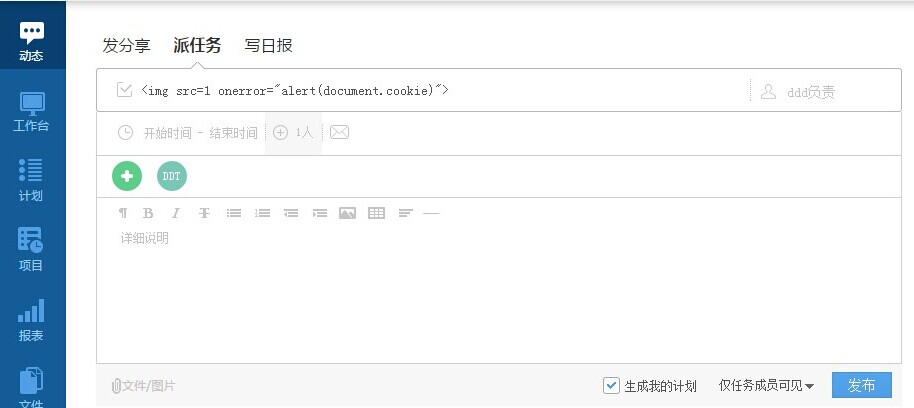 动态
工作台
计划
项目
报表
文件
发分享 派任务 写日报
<img src=1 onerror="alert(document.cookie)">
ddd负责
开始时间 - 结束时间 1人
DDT
¶ B I T
详细说明
文件/图片 生成我的计划 仅任务成员可见 发布